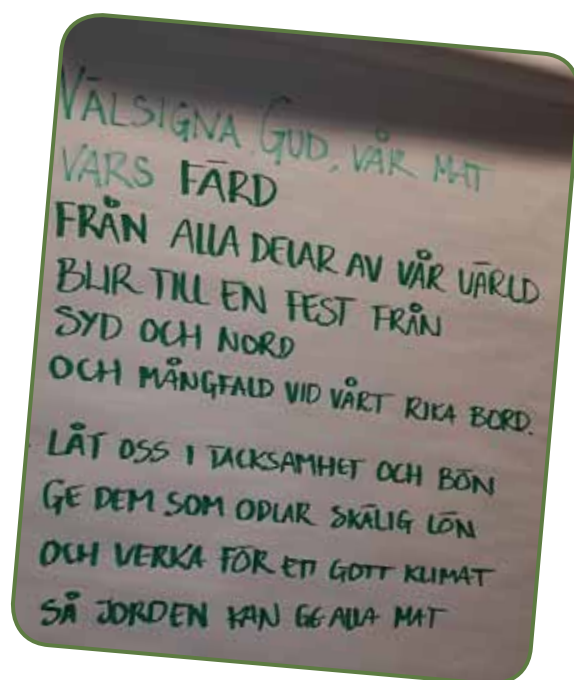 VÄLSIGNA, GUD, VÅR MAT
VARS FÄRD
FRÅN ALLA DELAR AV VÅR VÄRLD
BLIR TILL EN FEST FRÅN
SYD OCH NORD
OCH MÅNGFALD VID VÅRT RIKA BORD.
LÅT OSS I TACKSAMHET OCH BÖN
GE DEM SOM ODLAR SKÄLIG LÖN
OCH VERKA FÖR ETT GOTT KLIMAT
SÅ JORDEN KAN GE ALLA MAT